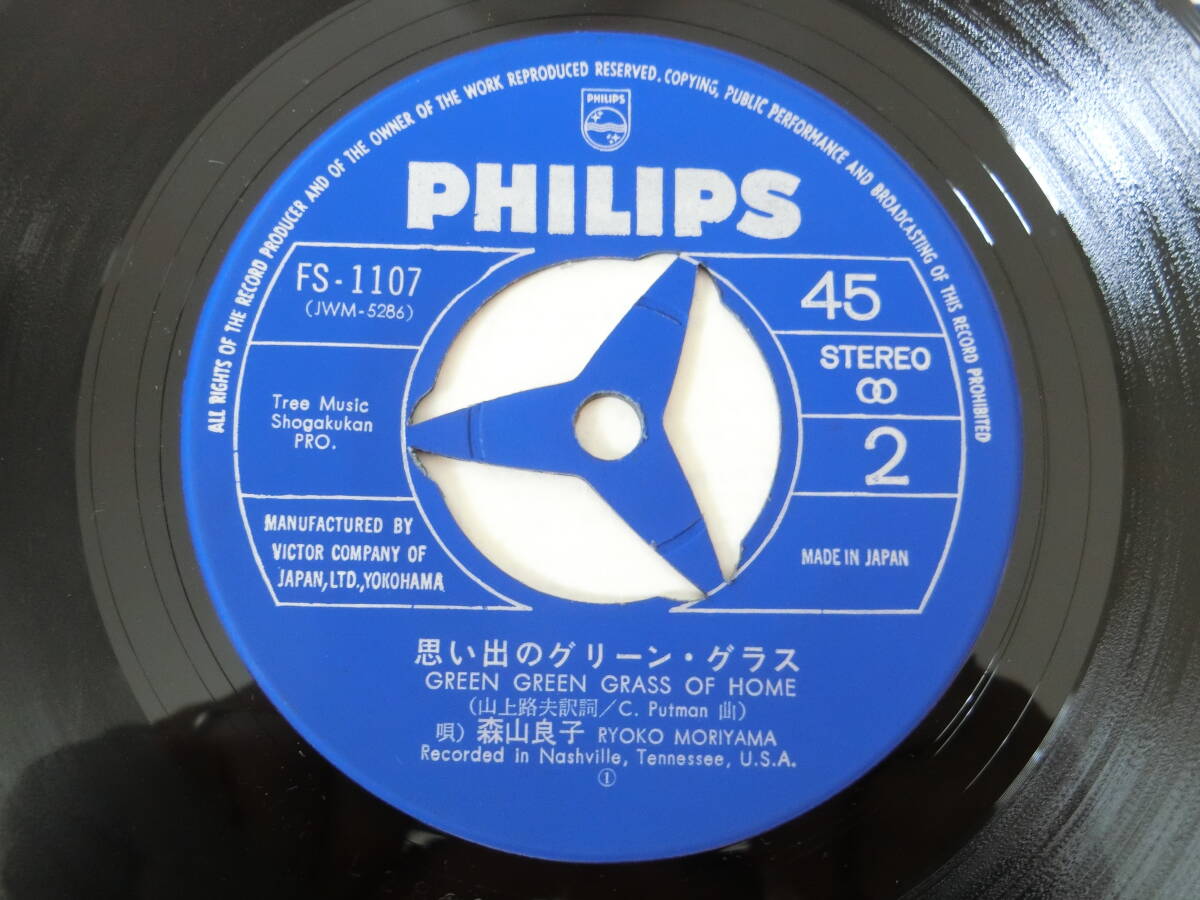 ALL RIGHTS OF THE RECORD PRODUCER AND OF THE OWNER OF THE WORK REPRODUCED RESERVED. COPYING, PUBLIC PERFORMANCE AND BROADCASTING OF THIS RECORD PROHIBITED
PHILIPS
PHILIPS
FS-1107
(JWM-5286)
Tree Music
Shogakukan
PRO.
MANUFACTURED BY
VICTOR COMPANY OF
JAPAN,LTD.,YOKOHAMA
45
STEREO
2
MADE IN JAPAN
思い出のグリーン・グラス
GREEN GREEN GRASS OF HOME
(山上路夫訳詞/C. Putman 曲)
唄) 森山良子 RYOKO MORIYAMA
Recorded in Nashville, Tennessee, U.S.A.
①